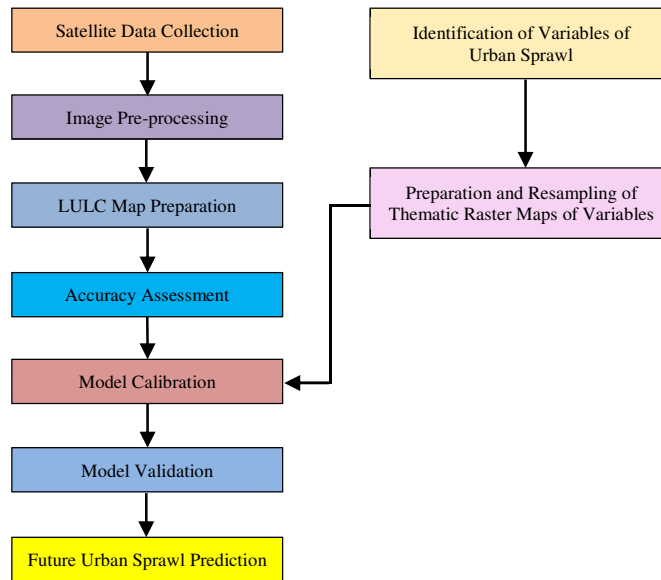 Satellite Data Collection
Image Pre-processing
LULC Map Preparation
Accuracy Assessment
Model Calibration
Model Validation
Future Urban Sprawl Prediction
Identification of Variables of
Urban Sprawl
Preparation and Resampling of
Thematic Raster Maps of Variables